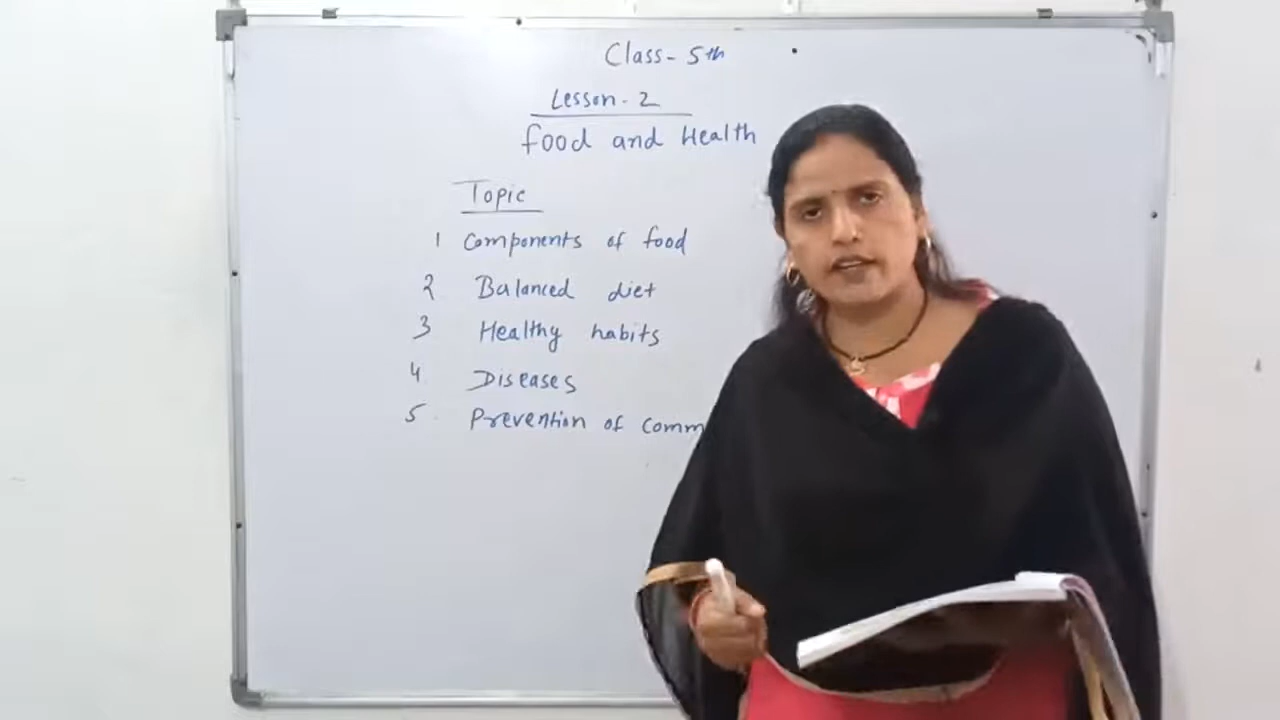 Class - 5th
Lesson - 2
Food and Health
Topic
1 Components of food
2 Balanced diet
3 Healthy habits
4 Diseases
5. Prevention of